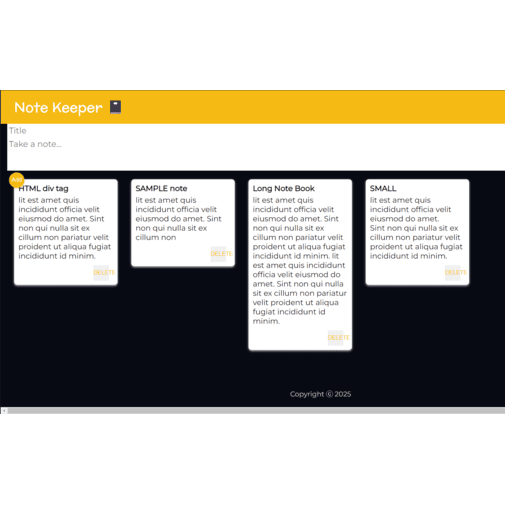 Note Keeper
Title
Take a note...
Add
HTML div tag
lit est amet quis
incididunt officia velit
eiusmod do amet. Sint
non qui nulla sit ex
cillum non pariatur velit
proident ut aliqua fugiat
incididunt id minim.
DELETE
SAMPLE note
lit est amet quis
incididunt officia velit
eiusmod do amet. Sint
non qui nulla sit ex
cillum non
DELETE
Long Note Book
lit est amet quis
incididunt officia velit
eiusmod do amet. Sint
non qui nulla sit ex
cillum non pariatur velit
proident ut aliqua fugiat
incididunt id minim. lit
est amet quis incididunt
officia velit eiusmod do
amet. Sint non qui nulla
sit ex cillum non pariatur
velit proident ut aliqua
fugiat incididunt id
minim.
DELETE
SMALL
lit est amet quis
incididunt officia velit
eiusmod do amet.
Sint non qui nulla sit ex
cillum non pariatur velit
proident ut aliqua fugiat
incididunt id minim.
DELETE
Copyright ⓒ 2025